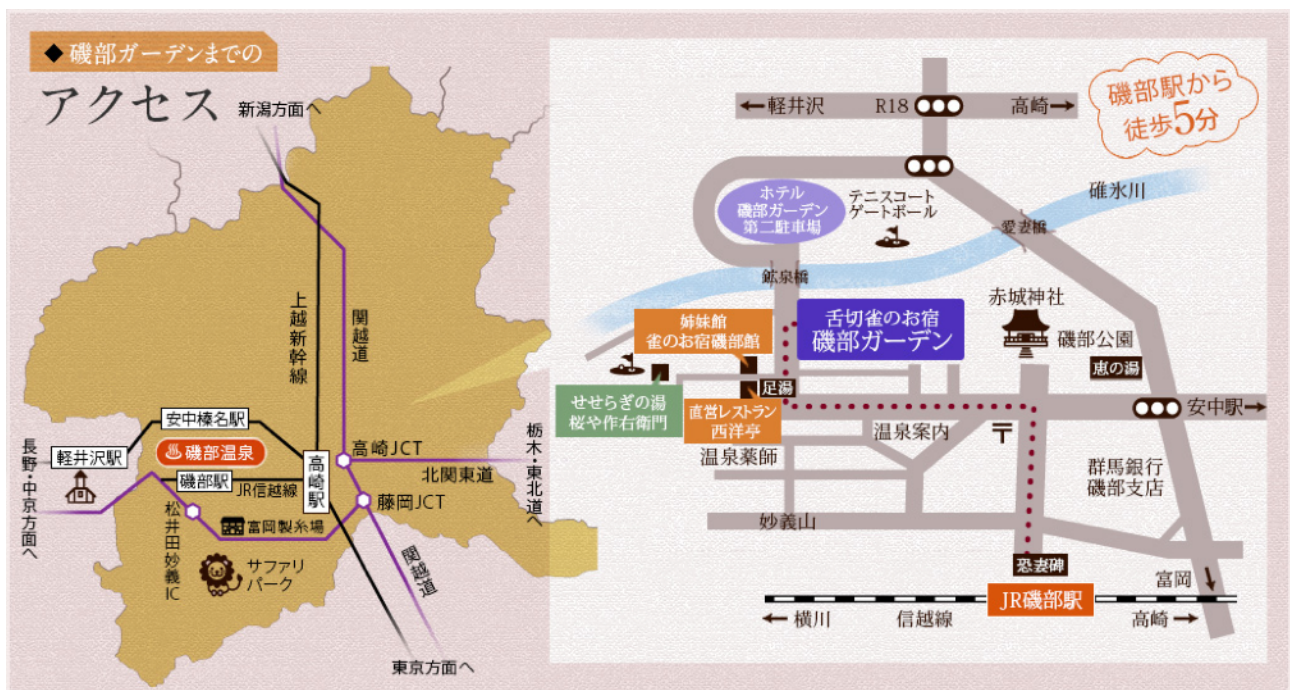 ◆磯部ガーデンまでの
アクセス
新潟方面へ
上越新幹線
関越道
安中榛名駅
軽井沢駅
磯部温泉
磯部駅
JR信越線
高崎駅
高崎JCT
北関東道
栃木・東北道へ
長野・中京方面へ
松井田妙義IC
富岡製糸場
藤岡JCT
サファリ
パーク
関越道
東京方面へ
磯部駅から
徒歩5分
←軽井沢
R18
高崎→
ホテル
磯部ガーデン
第二駐車場
テニスコート
ゲートボール
碓氷川
愛妻橋
鉱泉橋
舌切雀のお宿
磯部ガーデン
赤城神社
磯部公園
恵の湯
姉妹館
雀のお宿磯部館
せせらぎの湯
桜や作右衛門
足湯
直営レストラン
西洋亭
温泉案内
〒
安中駅→
温泉薬師
群馬銀行
磯部支店
妙義山
恐妻碑
富岡↓
JR磯部駅
←横川
信越線
高崎→